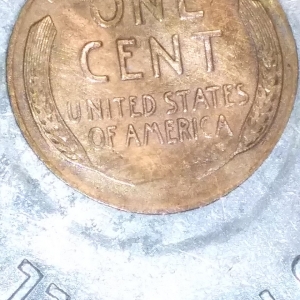 ONE
CENT
UNITED STATES
OF AMERICA